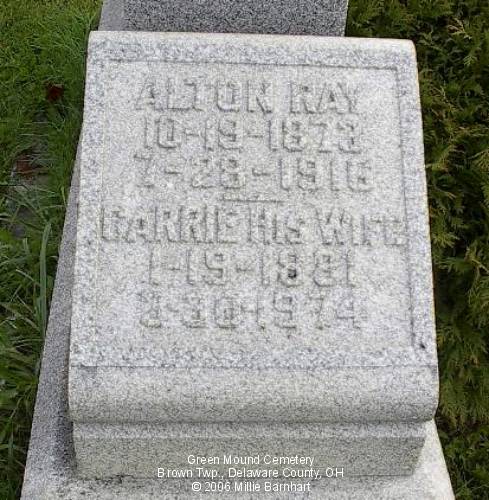 ALTON RAY
10-19-1873
7-28-1916
CARRIE HIS WIFE
1-19-1881
3-30-1974
Green Mound Cemetery
Brown Twp., Delaware County, OH
© 2006 Millie Barnhart